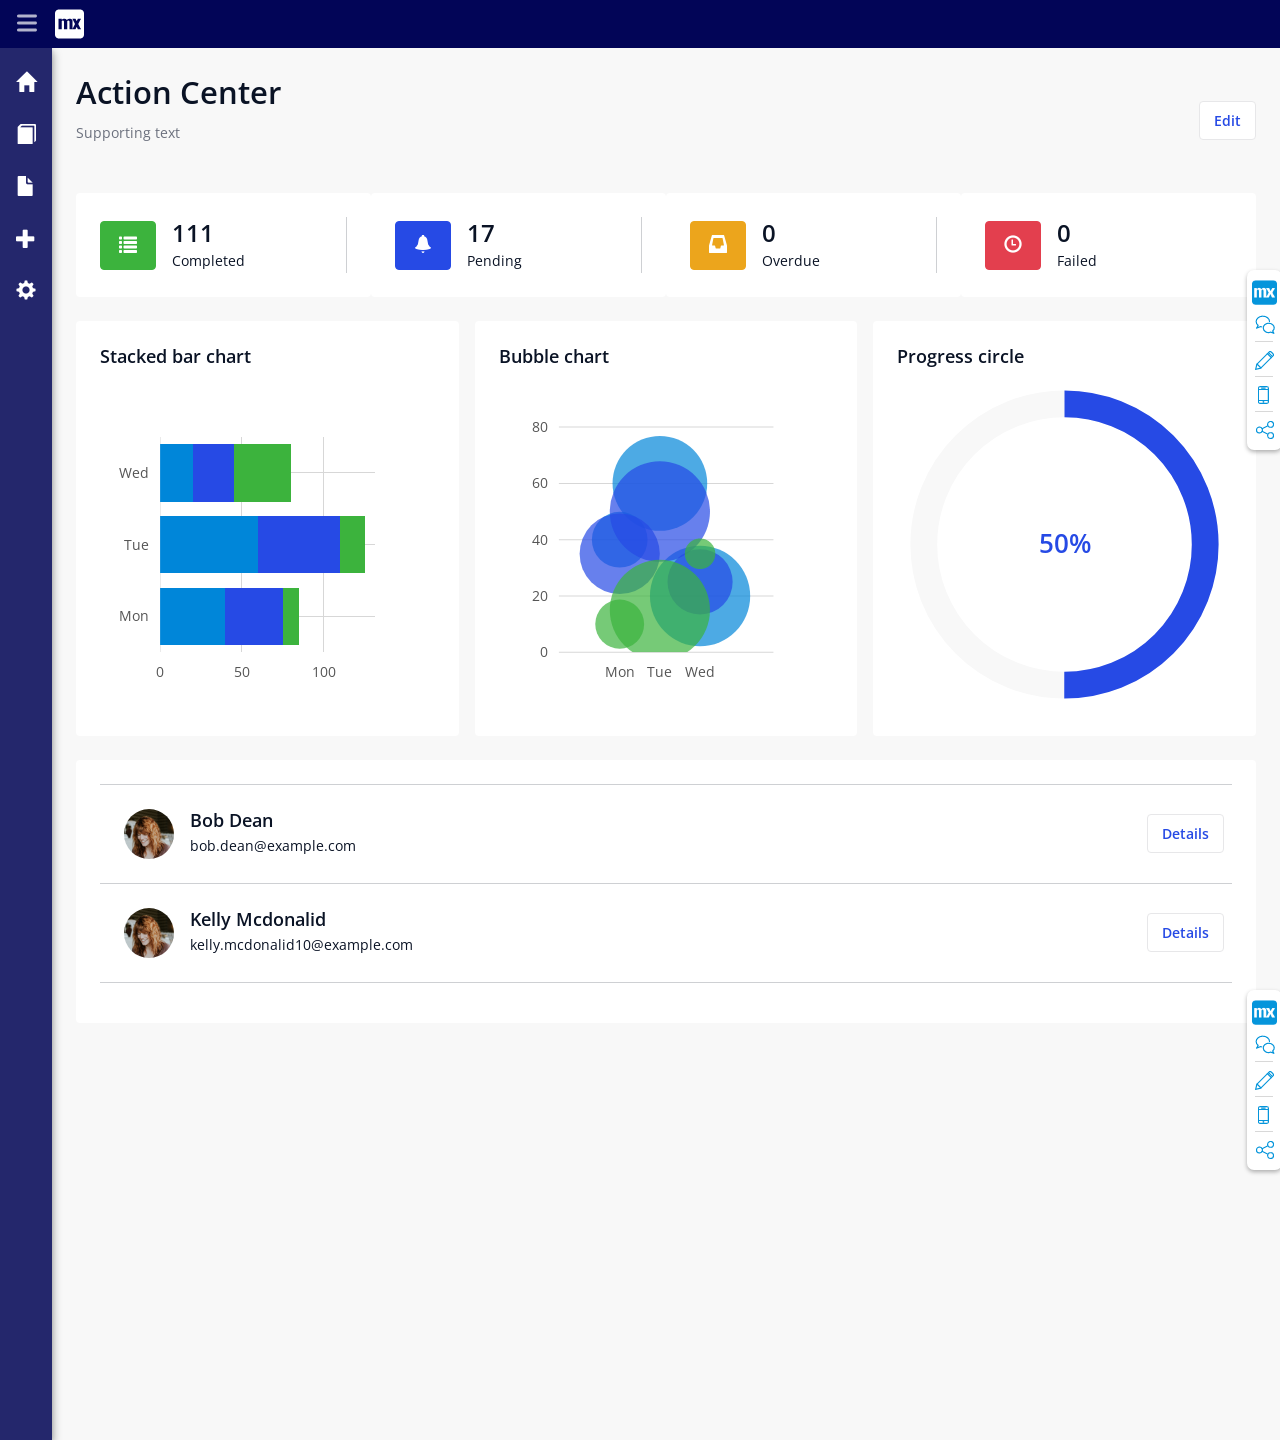 mx
Action Center
Supporting text
Edit
111
Completed
17
Pending
0
Overdue
0
Failed
mx
Stacked bar chart
Wed
Tue
Mon
0 50 100
Bubble chart
80
60
40
20
0
Mon Tue Wed
Progress circle
50%
Bob Dean
bob.dean@example.com
Details
Kelly Mcdonalid
kelly.mcdonalid10@example.com
Details
mx